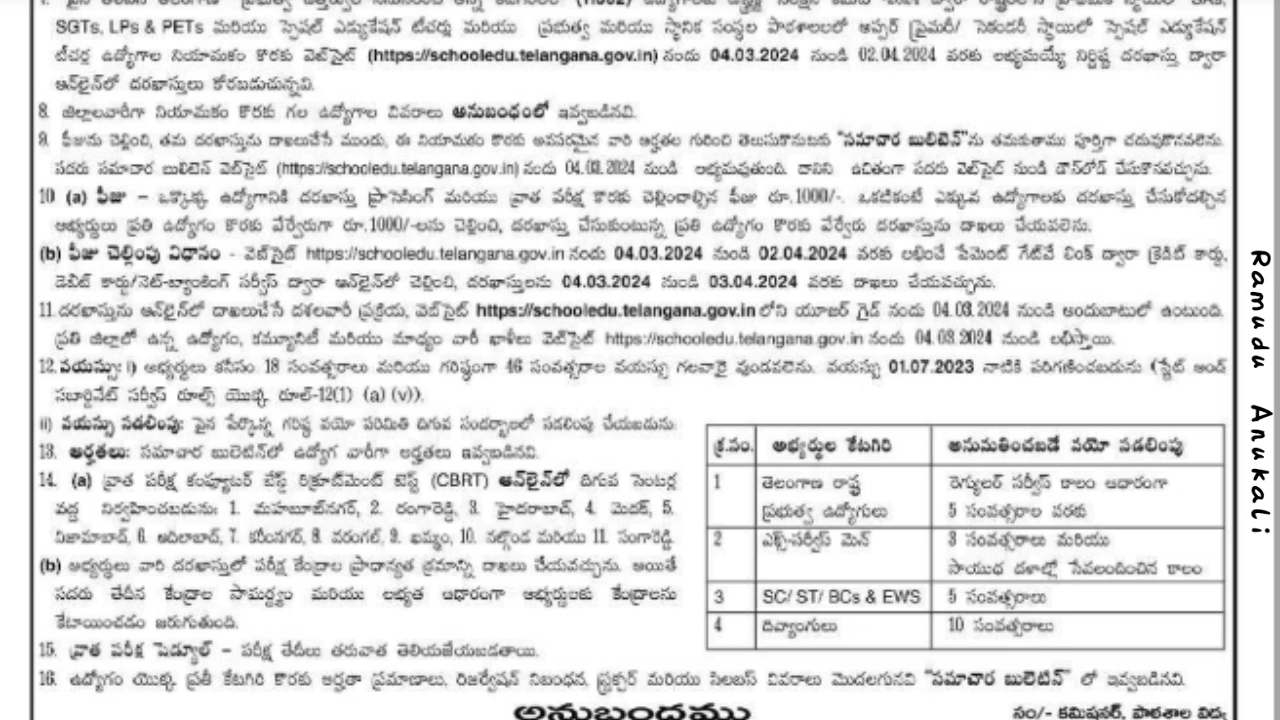 SGTs, LPs & PETs మరియు స్పెషల్ ఎడ్యుకేషన్ టీచర్లు మరియు ప్రభుత్వ మరియు స్థానిక సంస్థల పాఠశాలలలో అప్పర్ ప్రైమరీ/ సెకండరీ స్థాయిలో స్పెషల్ ఎడ్యుకేషన్
టీచర్ల ఉద్యోగాల నియామకం కొరకు వెబ్‌సైట్ (https://schooledu.telangana.gov.in) నందు 04.03.2024 నుండి 02.04.2024 వరకు లభ్యమయ్యే నిర్దిష్ట దరఖాస్తు ద్వారా
ఆన్‌లైన్‌లో దరఖాస్తులు కోరబడుచున్నవి.
8. జిల్లాలవారీగా నియామకం కొరకు గల ఉద్యోగాల వివరాలు అనుబంధంలో ఇవ్వబడినవి.
9. ఫీజును చెల్లించి, తమ దరఖాస్తును దాఖలుచేసే ముందు, ఈ నియామకం కొరకు అవసరమైన వారి అర్హతల గురించి తెలుసుకొనుటకు "సమాచార బులిటెన్"ను తమకుతాము పూర్తిగా చదువుకొనవలెను.
సదరు సమాచార బులిటెన్ వెబ్‌సైట్ (https://schooledu.telangana.gov.in) నందు 04.03.2024 నుండి లభ్యమవుతుంది. దానిని ఉచితంగా సదరు వెబ్‌సైట్ నుండి డౌన్‌లోడ్ చేసుకొనవచ్చును.
10 (a) ఫీజు – ఒక్కొక్క ఉద్యోగానికి దరఖాస్తు ప్రాసెసింగ్ మరియు వ్రాత పరీక్ష కొరకు చెల్లించాల్సిన ఫీజు రూ.1000/-. ఒకటికంటే ఎక్కువ ఉద్యోగాలకు దరఖాస్తు చేసుకోదల్చిన
అభ్యర్థులు ప్రతి ఉద్యోగం కొరకు వేర్వేరుగా రూ.1000/-లను చెల్లించి, దరఖాస్తు చేసుకుంటున్న ప్రతి ఉద్యోగం కొరకు వేర్వేరు దరఖాస్తును దాఖలు చేయవలెను.
(b) ఫీజు చెల్లింపు విధానం - వెబ్‌సైట్ https://schooledu.telangana.gov.in నందు 04.03.2024 నుండి 02.04.2024 వరకు లభించే పేమెంట్ గేట్‌వే లింక్ ద్వారా క్రెడిట్ కార్డు,
డెబిట్ కార్డు/నెట్-బ్యాంకింగ్ సర్వీస్ ద్వారా ఆన్‌లైన్‌లో చెల్లించి, దరఖాస్తులను 04.03.2024 నుండి 03.04.2024 వరకు దాఖలు చేయవచ్చును.
11. దరఖాస్తును ఆన్‌లైన్‌లో దాఖలుచేసే దశలవారీ ప్రక్రియ, వెబ్‌సైట్ https://schooledu.telangana.gov.in లోని యూజర్ గైడ్ నందు 04.03.2024 నుండి అందుబాటులో ఉంటుంది.
ప్రతి జిల్లాలో ఉన్న ఉద్యోగం, కమ్యూనిటీ మరియు మాధ్యం వారీ ఖాళీలు వెబ్‌సైట్ https://schooledu.telangana.gov.in నందు 04.03.2024 నుండి లభిస్తాయి.
12. వయస్సు: i) అభ్యర్థులు కనీసం 18 సంవత్సరాలు మరియు గరిష్ఠంగా 46 సంవత్సరాల వయస్సు గలవారై వుండవలెను. వయస్సు 01.07.2023 నాటికి పరిగణించబడును (స్టేట్ అండ్
సబార్డినేట్ సర్వీస్ రూల్స్ యొక్క రూల్-12(1) (a) (v)).
ii) వయస్సు సడలింపు: పైన పేర్కొన్న గరిష్ఠ వయో పరిమితి దిగువ సందర్భాలలో సడలింపు చేయబడును:
13. అర్హతలు: సమాచార బులెటిన్‌లో ఉద్యోగ వారీగా అర్హతలు ఇవ్వబడినవి.
14. (a) వ్రాత పరీక్ష కంప్యూటర్ బేస్డ్ రిక్రూట్‌మెంట్ టెస్ట్ (CBRT) ఆన్‌లైన్‌లో దిగువ సెంటర్ల
వద్ద నిర్వహించబడును: 1. మహబూబ్‌నగర్, 2. రంగారెడ్డి, 3. హైదరాబాద్, 4. మెదక్, 5.
నిజామాబాద్, 6. ఆదిలాబాద్, 7. కరీంనగర్, 8. వరంగల్, 9. ఖమ్మం, 10. నల్గొండ మరియు 11. సంగారెడ్డి.
(b) అభ్యర్థులు వారి దరఖాస్తులో పరీక్ష కేంద్రాల ప్రాధాన్యత క్రమాన్ని దాఖలు చేయవచ్చును. అయితే
సదరు తేదీన కేంద్రాల సామర్థ్యం మరియు లభ్యత ఆధారంగా అభ్యర్థులకు కేంద్రాలను
కేటాయించడం జరుగుతుంది.
15. వ్రాత పరీక్ష షెడ్యూల్ – పరీక్ష తేదీలు తరువాత తెలియజేయబడతాయి.
క్ర.సం. అభ్యర్థుల కేటగిరి అనుమతించబడే వయో సడలింపు
1 తెలంగాణ రాష్ట్ర రెగ్యులర్ సర్వీస్ కాలం ఆధారంగా
ప్రభుత్వ ఉద్యోగులు 5 సంవత్సరాల వరకు
2 ఎక్స్-సర్వీస్ మెన్ 3 సంవత్సరాలు మరియు
సాయుధ దళాల్లో సేవలందించిన కాలం
3 SC/ ST/ BCs & EWS 5 సంవత్సరాలు
4 దివ్యాంగులు 10 సంవత్సరాలు
16. ఉద్యోగం యొక్క ప్రతీ కేటగిరి కొరకు అర్హతా ప్రమాణాలు, రిజర్వేషన్ నిబంధన, స్ట్రక్చర్ మరియు సిలబస్ వివరాలు మొదలగునవి "సమాచార బులెటిన్" లో ఇవ్వబడినవి.
అనుబంధము
సం/- కమిషనర్, పాఠశాల విద్య
Ramudu Anukali